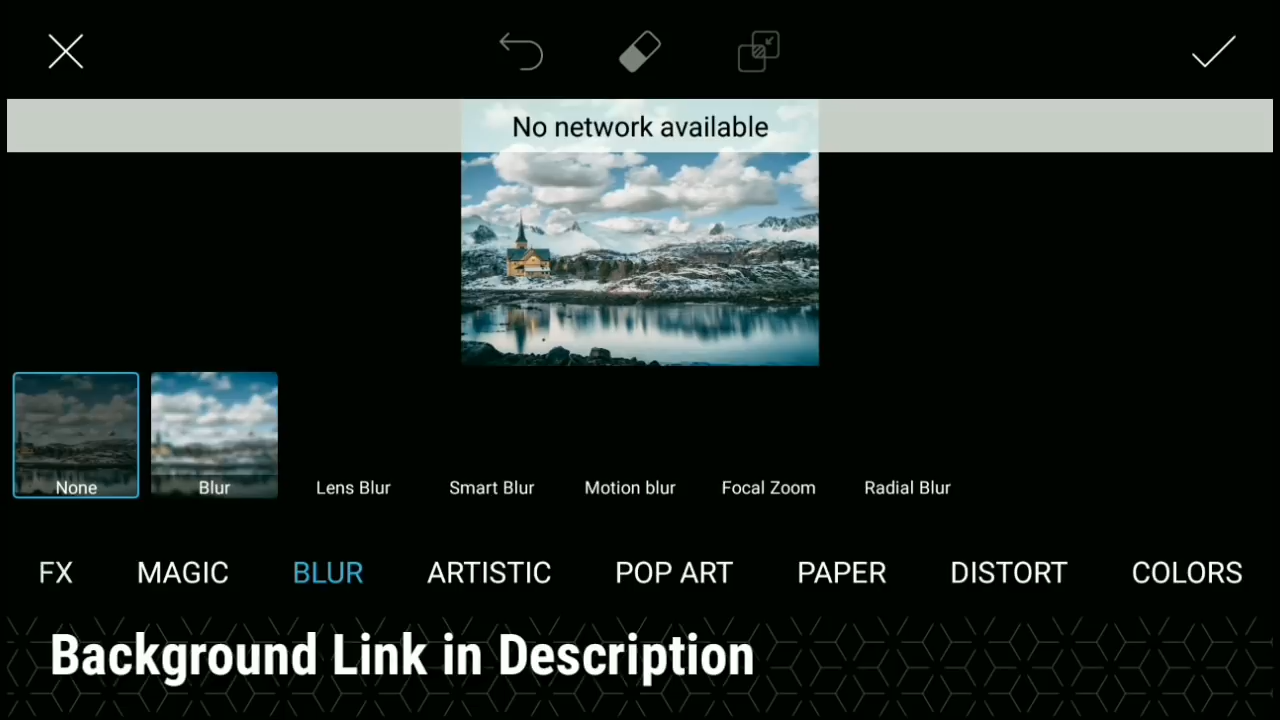 No network available
None
Blur
Lens Blur
Smart Blur
Motion blur
Focal Zoom
Radial Blur
FX
MAGIC
BLUR
ARTISTIC
POP ART
PAPER
DISTORT
COLORS
Background Link in Description